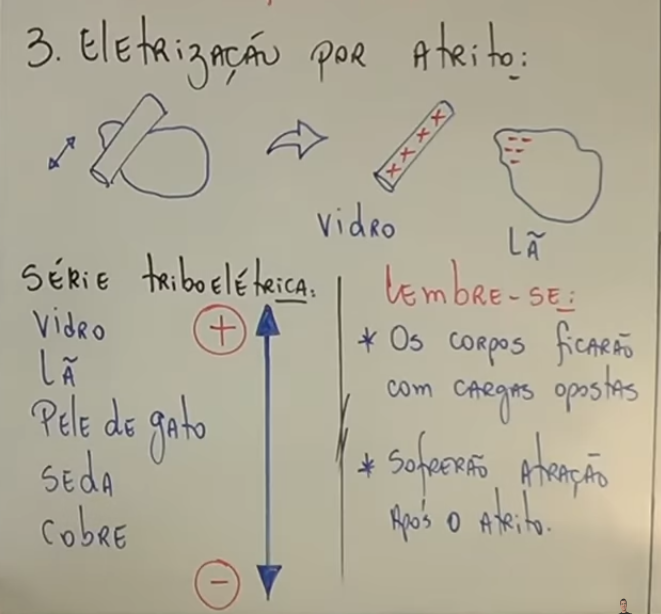 3. Eletrização por Atrito:
Vidro
Lã
Série triboelétrica:
Vidro
Lã
Pele de gato
Seda
Cobre
Lembre-se:
* Os corpos ficarão
com cargas opostas
* Sofrerão atração
após o atrito.